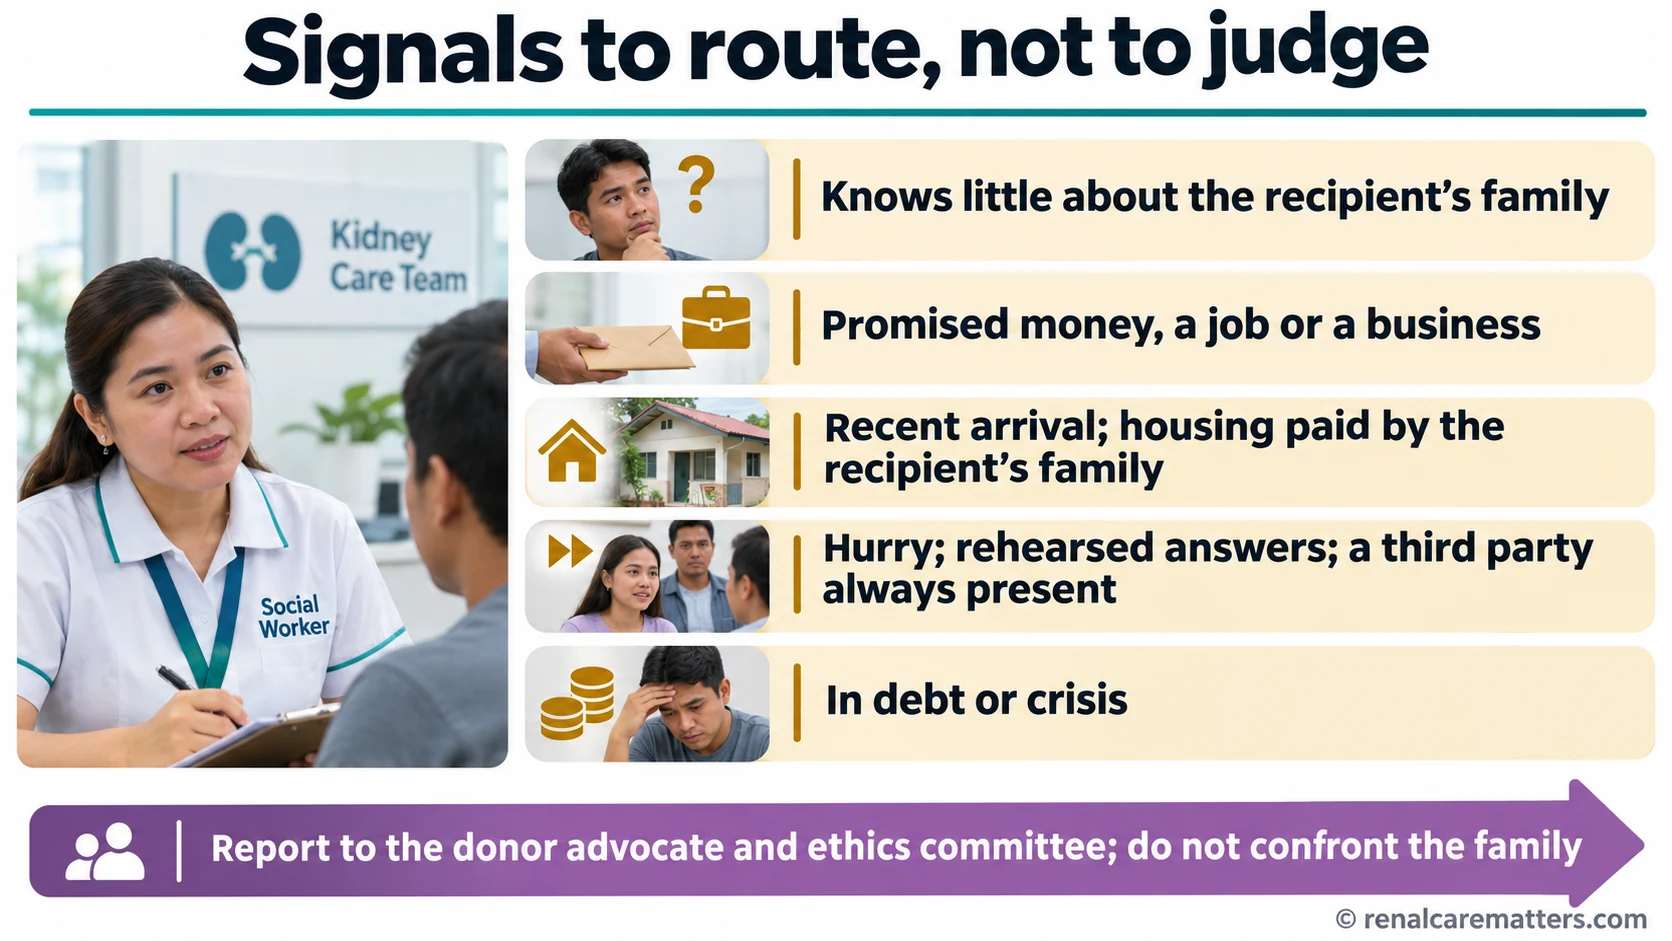 Signals to route, not to judge
Kidney
Care Team
Social
Worker
?
Knows little about the recipient's family
Promised money, a job or a business
Recent arrival; housing paid by the
recipient's family
Hurry; rehearsed answers; a third party
always present
In debt or crisis
Report to the donor advocate and ethics committee; do not confront the family
© renalcarematters.com